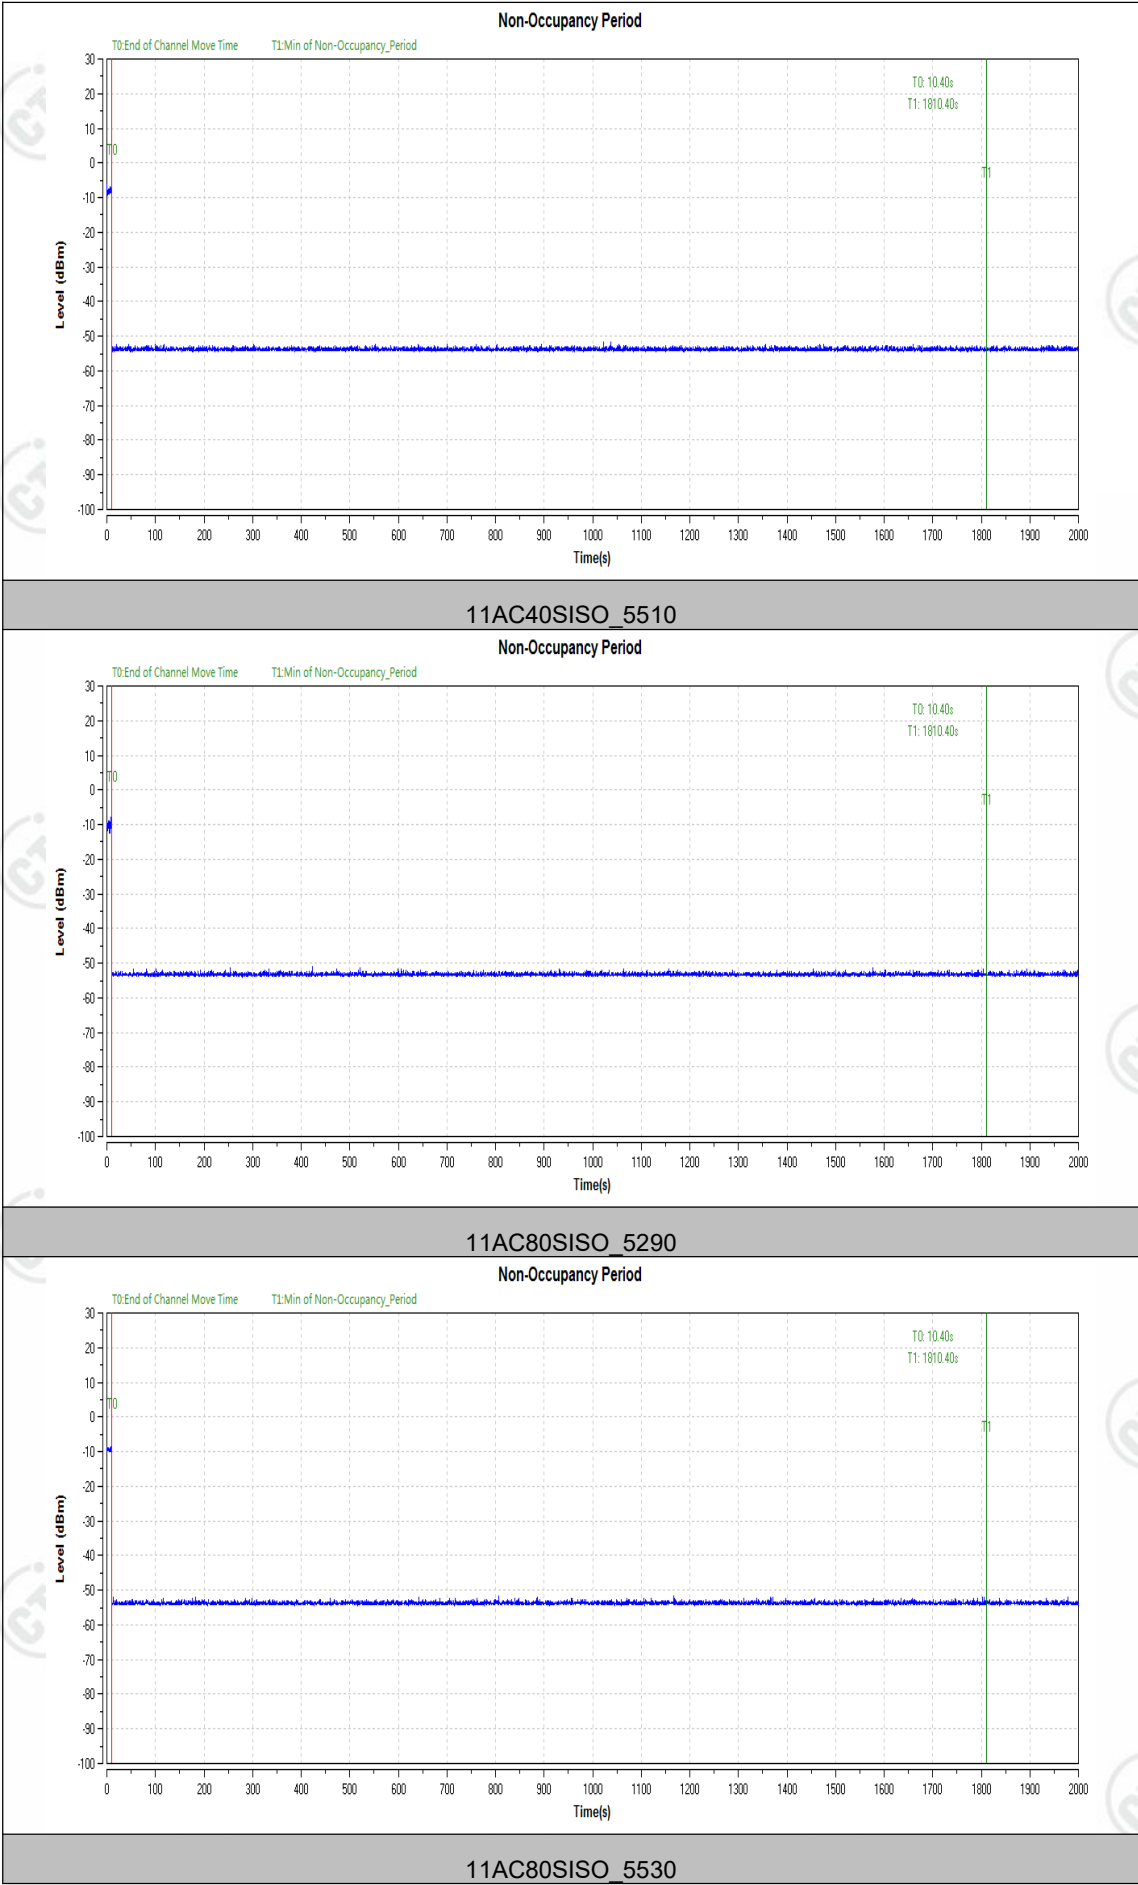 Non-Occupancy Period
T0:End of Channel Move Time T1:Min of Non-Occupancy_Period
T0: 10.40s
T1: 1810.40s
T0
T1
30
20
10
0
-10
-20
-30
-40
-50
-60
-70
-80
-90
-100
Level (dBm)
0 100 200 300 400 500 600 700 800 900 1000 1100 1200 1300 1400 1500 1600 1700 1800 1900 2000
Time(s)
11AC40SISO_5510
Non-Occupancy Period
T0:End of Channel Move Time T1:Min of Non-Occupancy_Period
T0: 10.40s
T1: 1810.40s
T0
T1
30
20
10
0
-10
-20
-30
-40
-50
-60
-70
-80
-90
-100
Level (dBm)
0 100 200 300 400 500 600 700 800 900 1000 1100 1200 1300 1400 1500 1600 1700 1800 1900 2000
Time(s)
11AC80SISO_5290
Non-Occupancy Period
T0:End of Channel Move Time T1:Min of Non-Occupancy_Period
T0: 10.40s
T1: 1810.40s
T0
T1
30
20
10
0
-10
-20
-30
-40
-50
-60
-70
-80
-90
-100
Level (dBm)
0 100 200 300 400 500 600 700 800 900 1000 1100 1200 1300 1400 1500 1600 1700 1800 1900 2000
Time(s)
11AC80SISO_5530